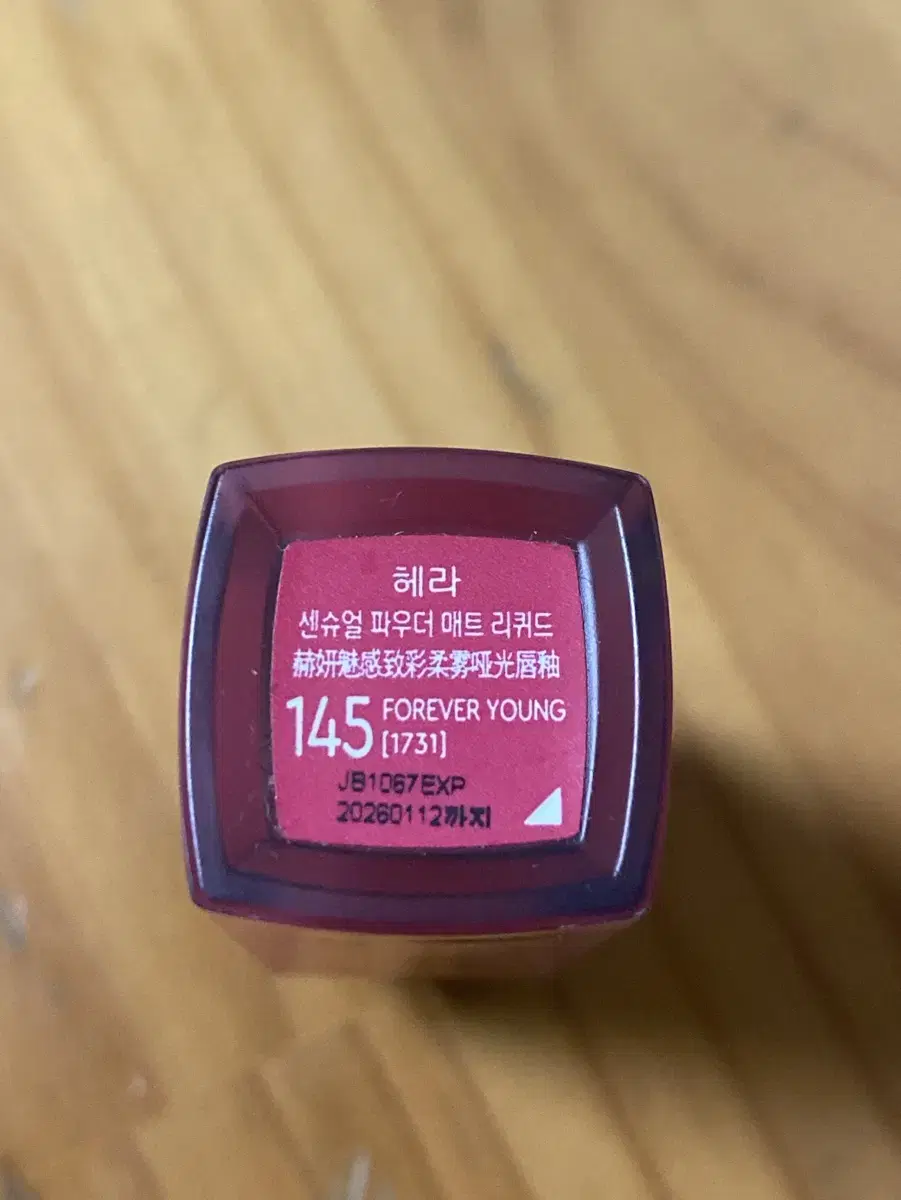 헤라
센슈얼 파우더 매트 리퀴드
赫妍魅感致彩柔雾哑光唇釉
145 FOREVER YOUNG
[1731]
JB1067EXP
20260112까지